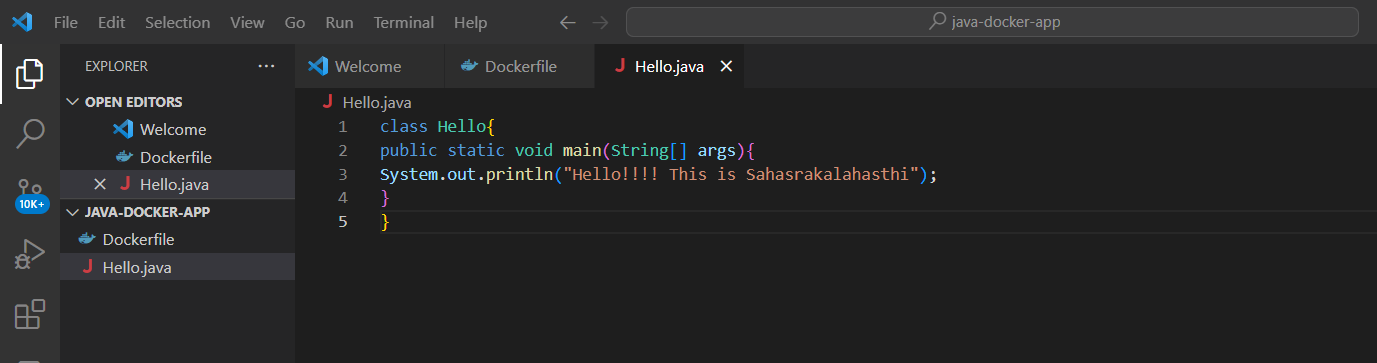 File Edit Selection View Go Run Terminal Help java-docker-app
EXPLORER ···
Welcome Dockerfile Hello.java
OPEN EDITORS
Welcome
Dockerfile
Hello.java
10K+
JAVA-DOCKER-APP
Dockerfile
Hello.java
Hello.java
1 class Hello{
2 public static void main(String[] args){
3 System.out.println("Hello!!!! This is Sahasrakalahasthi");
4 }
5 }